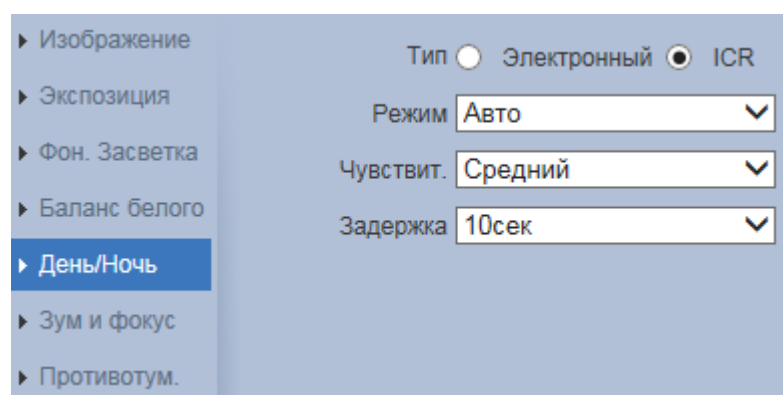 Изображение
Экспозиция
Фон. Засветка
Баланс белого
День/Ночь
Зум и фокус
Противотум.
Тип Электронный ICR
Режим Авто
Чувствит. Средний
Задержка 10сек